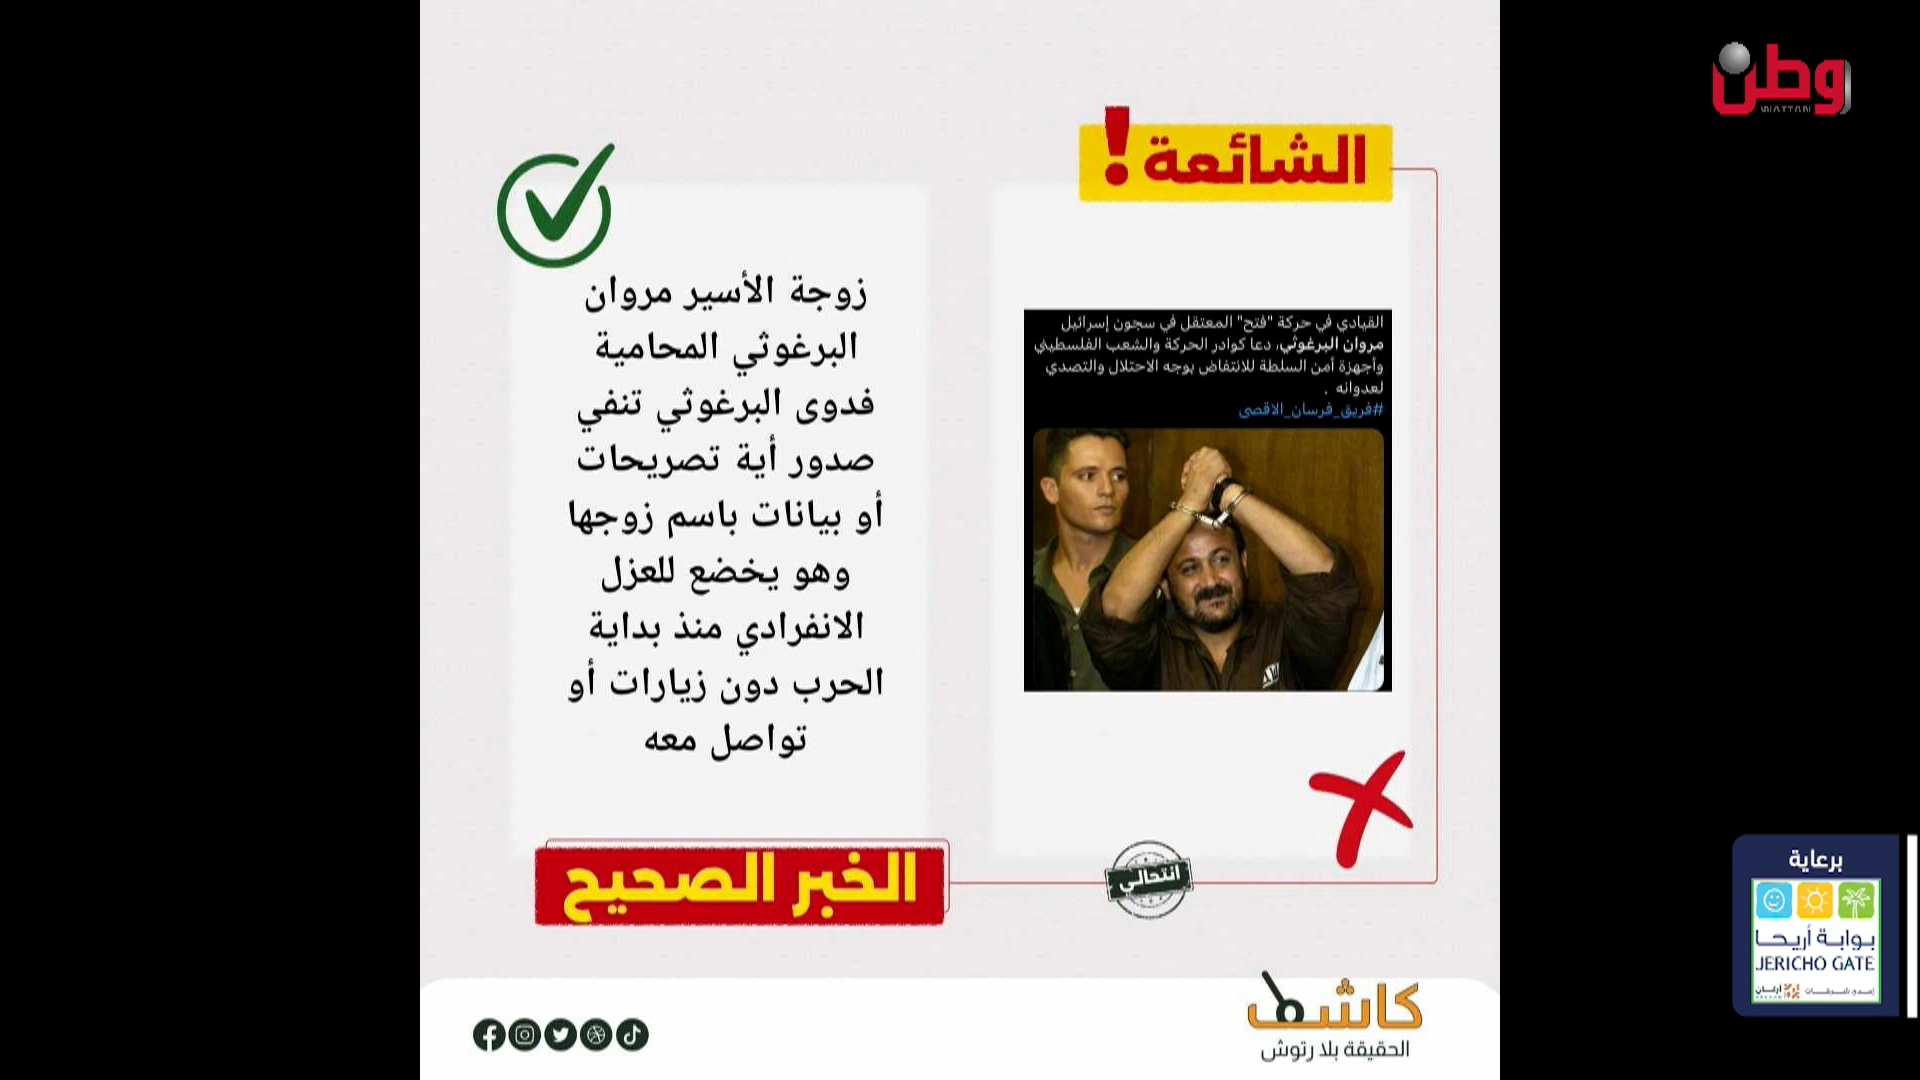 وطن
WATTAN
الشائعة!
القيادي في حركة "فتح" المعتقل في سجون إسرائيل
مروان البرغوثي، دعا كوادر الحركة والشعب الفلسطيني
وأجهزة أمن السلطة للانتفاض بوجه الاحتلال والتصدي
لعدوانه .
#فريق_فرسان_الاقصى
انتحالي
زوجة الأسير مروان
البرغوثي المحامية
فدوى البرغوثي تنفي
صدور أية تصريحات
أو بيانات باسم زوجها
وهو يخضع للعزل
الانفرادي منذ بداية
الحرب دون زيارات أو
تواصل معه
الخبر الصحيح
كاشف
الحقيقة بلا رتوش
برعاية
بوابة أريحا
JERICHO GATE